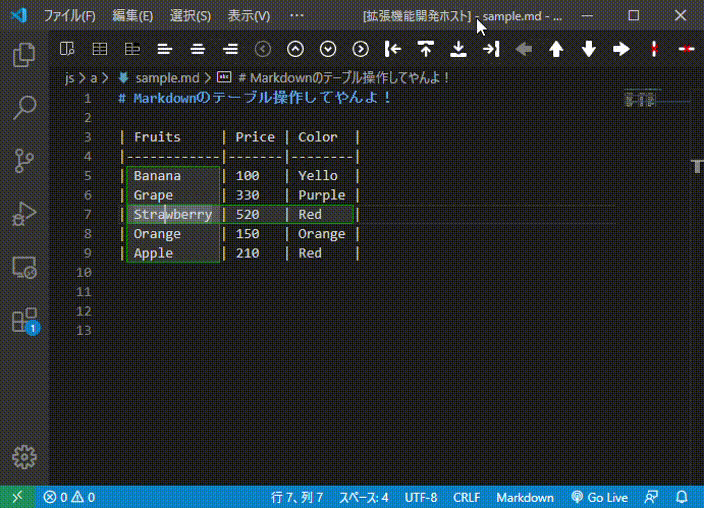 ファイル(F) 編集(E) 選択(S) 表示(V) ··· [拡張機能開発ホスト] - sample.md - ...
js > a > sample.md > abc # Markdownのテーブル操作してやんよ！
1 # Markdownのテーブル操作してやんよ！
2
3 | Fruits | Price | Color |
4 |------------|-------|--------|
5 | Banana | 100 | Yello |
6 | Grape | 330 | Purple |
7 | Strawberry | 520 | Red |
8 | Orange | 150 | Orange |
9 | Apple | 210 | Red |
10
11
12
13
1
0 0 行 7、列 7 スペース: 4 UTF-8 CRLF Markdown Go Live